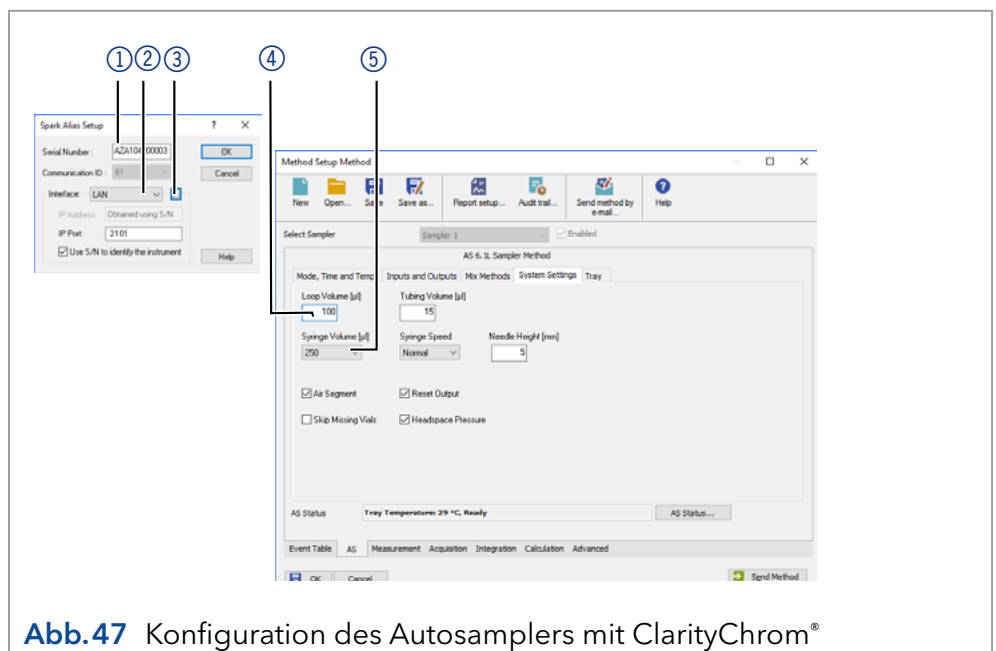 ① ② ③ ④ ⑤
Spark Alias Setup ? ×
Serial Number : OK
Communication ID : 61 Cancel
Interface: LAN
IP Address: Obtained using S/N
IP Port: 2101
Use S/N to identify the instrument Help
Method Setup Method
New Open... Save Save as... Report setup... Audit trail... Send method by e-mail... Help
Select Sampler Sampler 1 Enabled
AS 6.1L Sampler Method
Mode, Time and Temp. Inputs and Outputs Mix Methods System Settings Tray
Loop Volume [µl] Tubing Volume [µl]
100 15
Syringe Volume [µl] Syringe Speed Needle Height [mm]
250 Normal 5
Air Segment Reset Output
Skip Missing Vials Headspace Pressure
AS Status Tray Temperature: 29 °C, Ready AS Status...
Event Table AS Measurement Acquisition Integration Calculation Advanced
OK Cancel Send Method
Abb.47 Konfiguration des Autosamplers mit ClarityChrom®